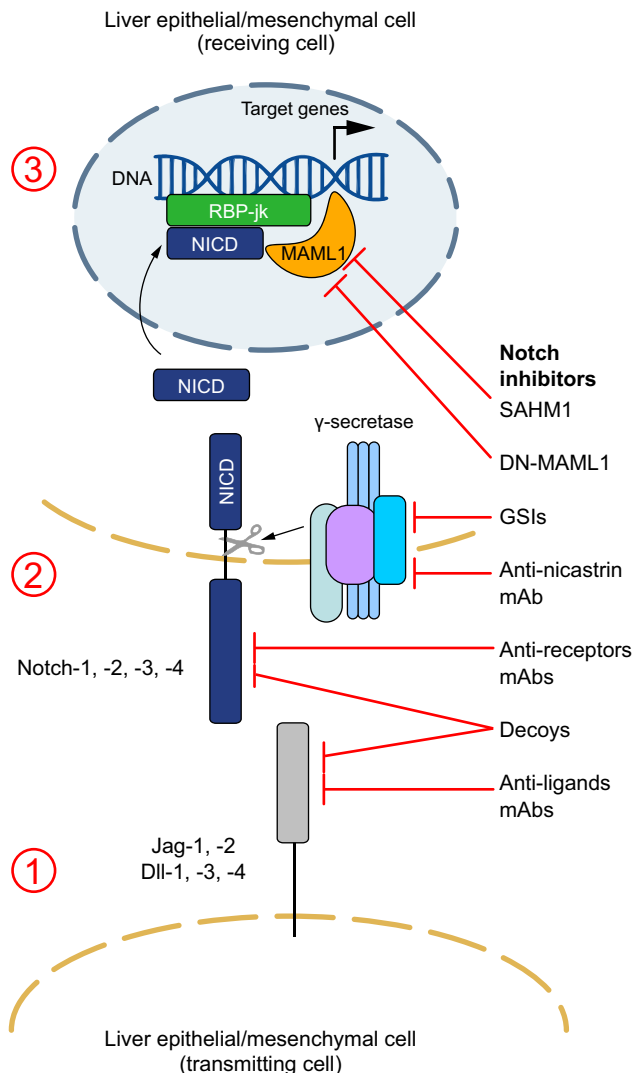 Liver epithelial/mesenchymal cell
(receiving cell)
Target genes
3
DNA
RBP-jk
NICD
MAML1
NICD
Notch
inhibitors
SAHM1
γ-secretase
DN-MAML1
NICD
GSIs
2
Anti-nicastrin
mAb
Notch-1, -2, -3, -4
Anti-receptors
mAbs
Decoys
Anti-ligands
mAbs
Jag-1, -2
Dll-1, -3, -4
1
Liver epithelial/mesenchymal cell
(transmitting cell)